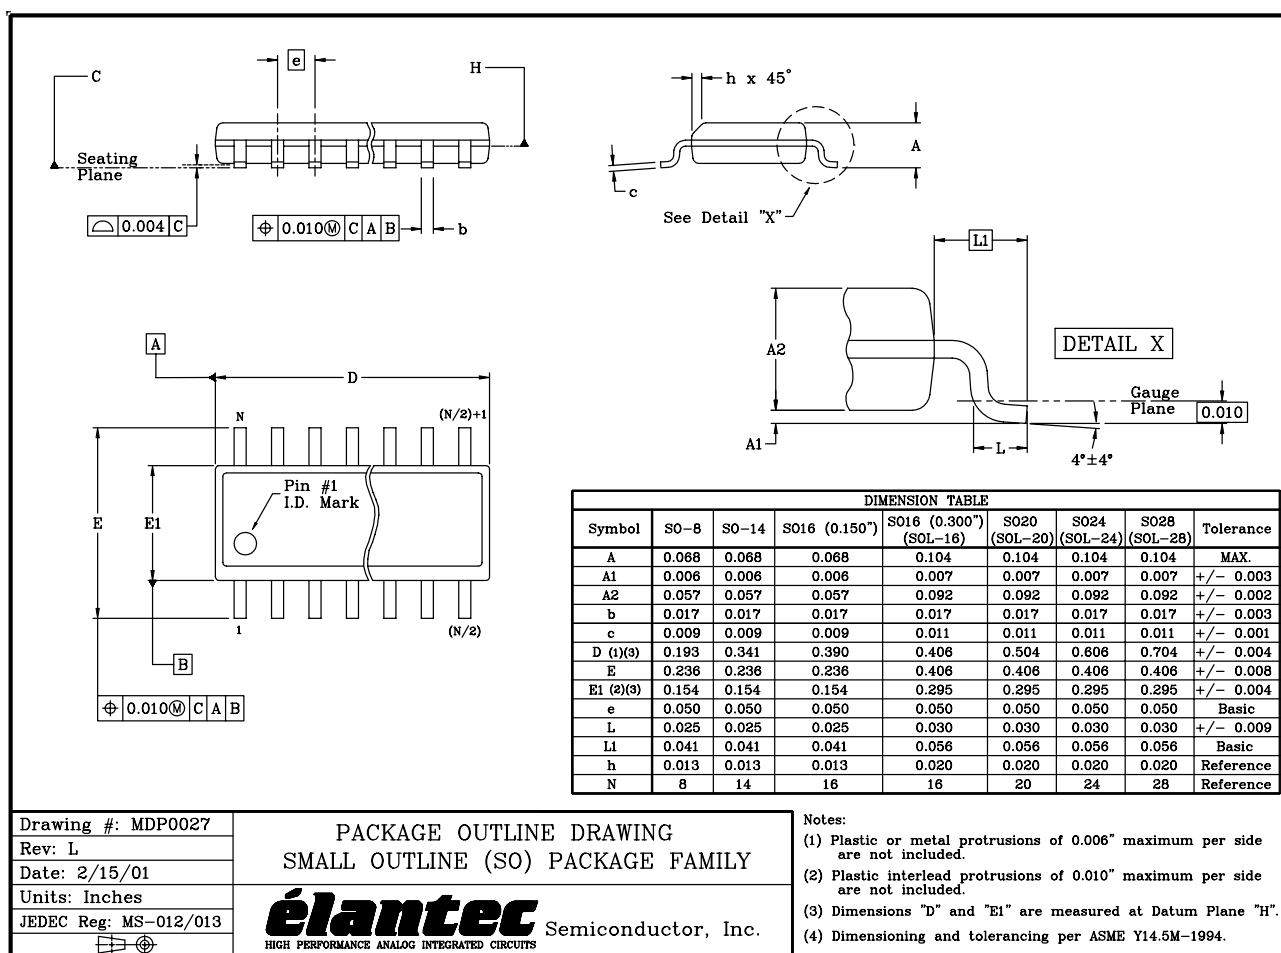 e
C
H
h x 45°
A
Seating
Plane
c
0.004 C
0.010Ⓜ C A B
b
See Detail "X"
L1
A
D
A2
DETAIL X
Gauge
Plane
0.010
A1
L
4°±4°
N
(N/2)+1
Pin #1
I.D. Mark
E
E1
1
(N/2)
B
0.010Ⓜ C A B
DIMENSION TABLE
Symbol SO-8 SO-14 SO16 (0.150") SO16 (0.300") (SOL-16) SO20 (SOL-20) SO24 (SOL-24) SO28 (SOL-28) Tolerance
A 0.068 0.068 0.068 0.104 0.104 0.104 0.104 MAX.
A1 0.006 0.006 0.006 0.007 0.007 0.007 0.007 +/- 0.003
A2 0.057 0.057 0.057 0.092 0.092 0.092 0.092 +/- 0.002
b 0.017 0.017 0.017 0.017 0.017 0.017 0.017 +/- 0.003
c 0.009 0.009 0.009 0.011 0.011 0.011 0.011 +/- 0.001
D (1)(3) 0.193 0.341 0.390 0.406 0.504 0.606 0.704 +/- 0.004
E 0.236 0.236 0.236 0.406 0.406 0.406 0.406 +/- 0.008
E1 (2)(3) 0.154 0.154 0.154 0.295 0.295 0.295 0.295 +/- 0.004
e 0.050 0.050 0.050 0.050 0.050 0.050 0.050 Basic
L 0.025 0.025 0.025 0.030 0.030 0.030 0.030 +/- 0.009
L1 0.041 0.041 0.041 0.056 0.056 0.056 0.056 Basic
h 0.013 0.013 0.013 0.020 0.020 0.020 0.020 Reference
N 8 14 16 16 20 24 28 Reference
Drawing #: MDP0027
Rev: L
Date: 2/15/01
Units: Inches
JEDEC Reg: MS-012/013
PACKAGE OUTLINE DRAWING
SMALL OUTLINE (SO) PACKAGE FAMILY
élantec Semiconductor, Inc.
HIGH PERFORMANCE ANALOG INTEGRATED CIRCUITS
Notes:
(1) Plastic or metal protrusions of 0.006" maximum per side
are not included.
(2) Plastic interlead protrusions of 0.010" maximum per side
are not included.
(3) Dimensions "D" and "E1" are measured at Datum Plane "H".
(4) Dimensioning and tolerancing per ASME Y14.5M-1994.